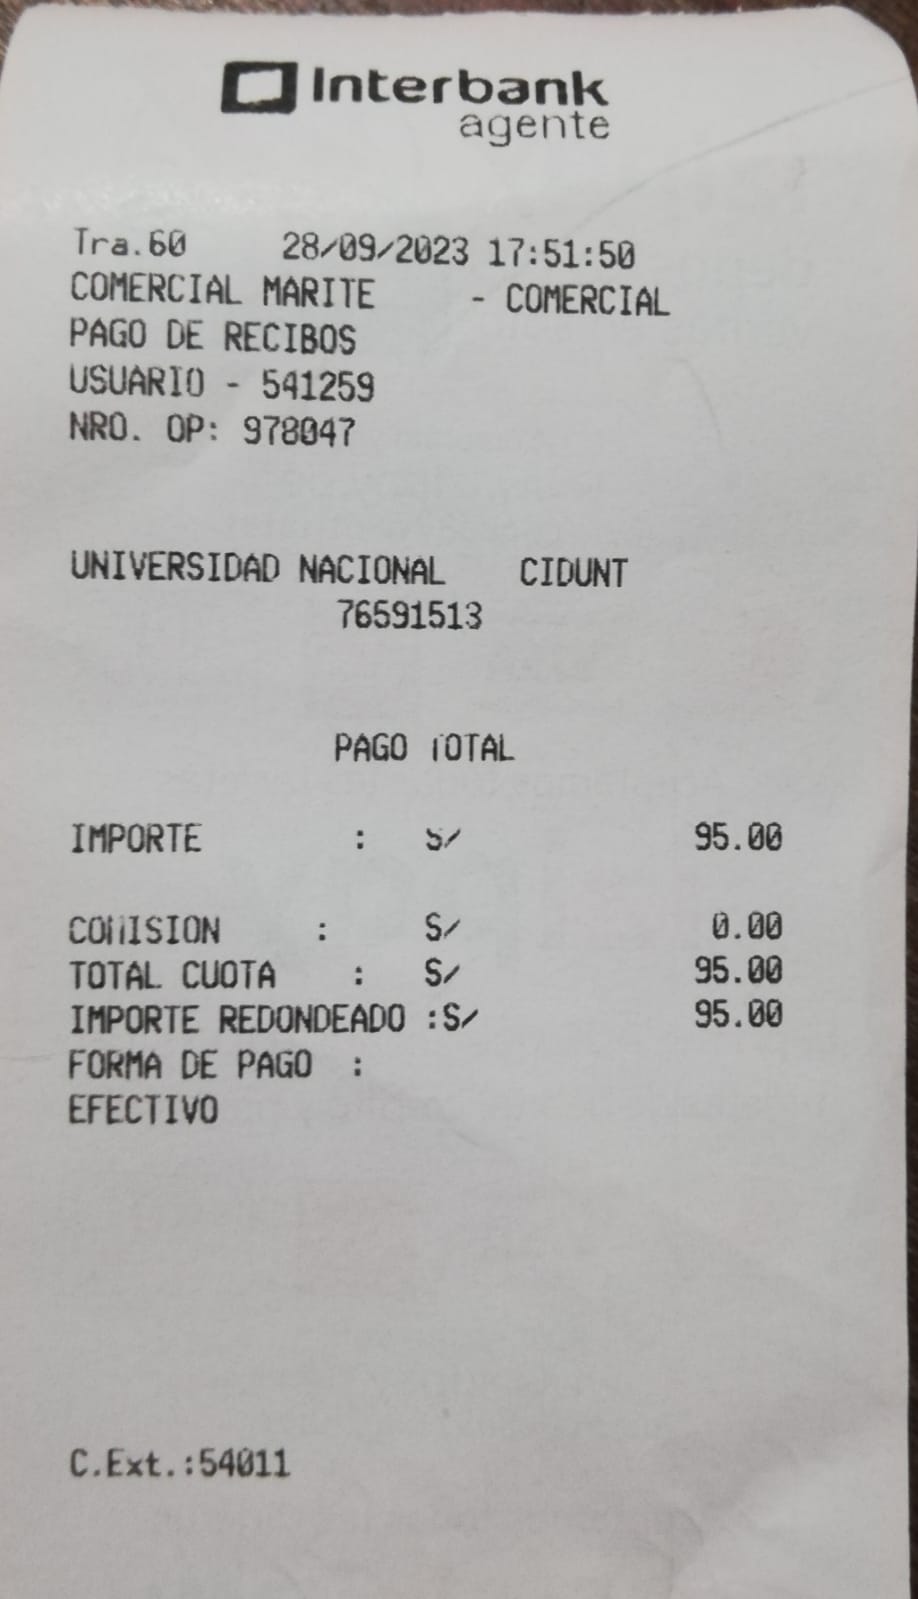 Interbank
agente
Tra.60 28/09/2023 17:51:50
COMERCIAL MARITE - COMERCIAL
PAGO DE RECIBOS
USUARIO - 541259
NRO. OP: 978047
UNIVERSIDAD NACIONAL CIDUNT
76591513
PAGO TOTAL
IMPORTE : S/ 95.00
COMISION : S/ 0.00
TOTAL CUOTA : S/ 95.00
IMPORTE REDONDEADO :S/ 95.00
FORMA DE PAGO :
EFECTIVO
C.Ext.:54011